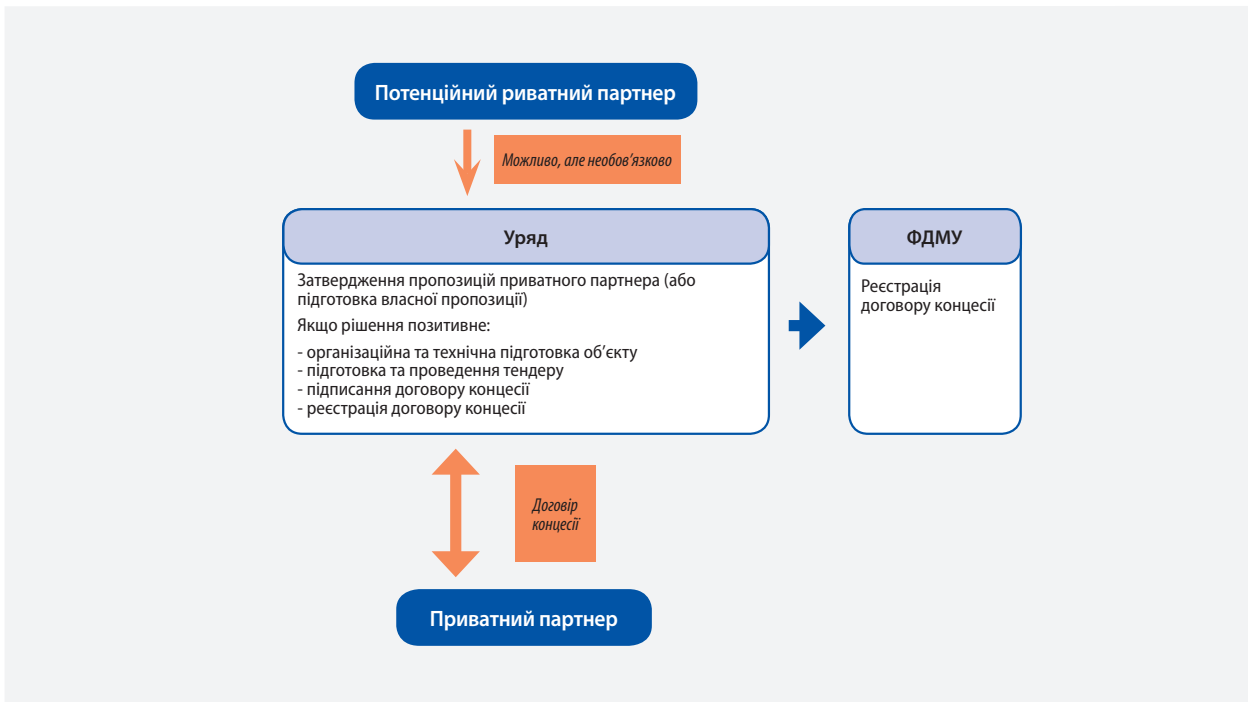 Потенційний риватний партнер
Можливо, але необов'язково
Уряд
Затвердження пропозицій приватного партнера (або
підготовка власної пропозиції)
Якщо рішення позитивне:
- організаційна та технічна підготовка об’єкту
- підготовка та проведення тендеру
- підписання договору концесії
- реєстрація договору концесії
ФДМУ
Реєстрація
договору концесії
Договір
концесії
Приватний партнер